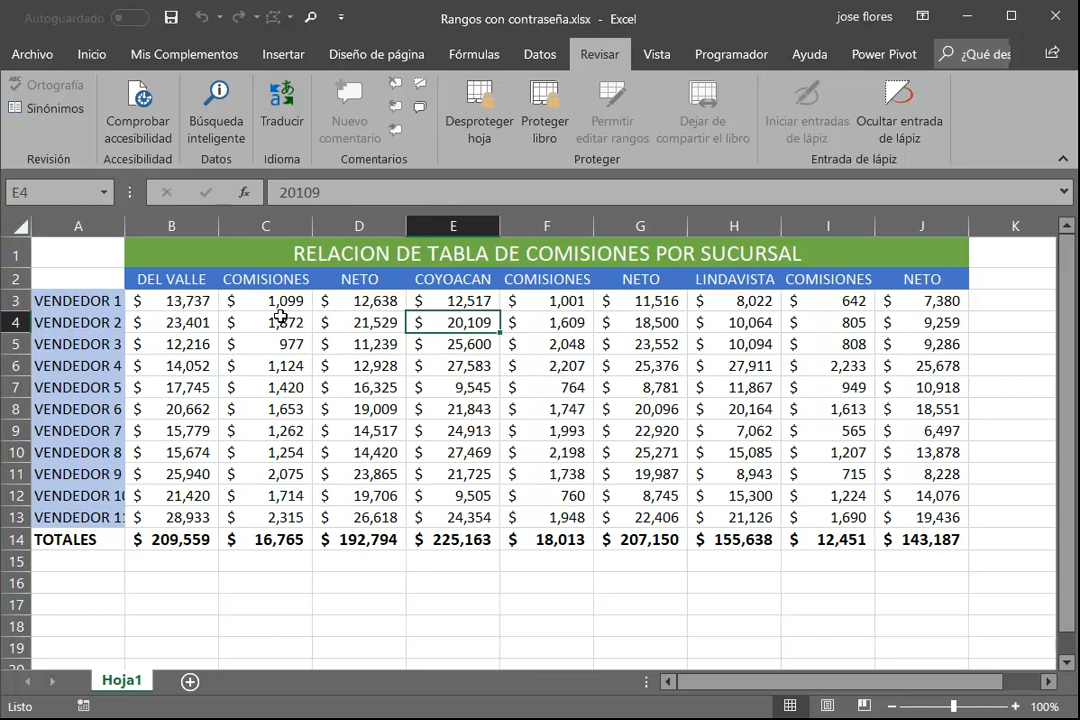 Autoguardado
Rangos con contraseña.xlsx - Excel
jose flores
Archivo Inicio Mis Complementos Insertar Diseño de página Fórmulas Datos Revisar Vista Programador Ayuda Power Pivot ¿Qué des
Ortografía
Sinónimos
Comprobar accesibilidad
Búsqueda inteligente
Traducir
Nuevo comentario
Desproteger hoja
Proteger libro
Permitir editar rangos
Dejar de compartir el libro
Iniciar entradas de lápiz
Ocultar entrada de lápiz
Revisión Accesibilidad Datos Idioma Comentarios Proteger Entrada de lápiz
E4 fx 20109
A B C D E F G H I J K
1 RELACION DE TABLA DE COMISIONES POR SUCURSAL
2 DEL VALLE COMISIONES NETO COYOACAN COMISIONES NETO LINDAVISTA COMISIONES NETO
3 VENDEDOR 1 $ 13,737 $ 1,099 $ 12,638 $ 12,517 $ 1,001 $ 11,516 $ 8,022 $ 642 $ 7,380
4 VENDEDOR 2 $ 23,401 $ 1,872 $ 21,529 $ 20,109 $ 1,609 $ 18,500 $ 10,064 $ 805 $ 9,259
5 VENDEDOR 3 $ 12,216 $ 977 $ 11,239 $ 25,600 $ 2,048 $ 23,552 $ 10,094 $ 808 $ 9,286
6 VENDEDOR 4 $ 14,052 $ 1,124 $ 12,928 $ 27,583 $ 2,207 $ 25,376 $ 27,911 $ 2,233 $ 25,678
7 VENDEDOR 5 $ 17,745 $ 1,420 $ 16,325 $ 9,545 $ 764 $ 8,781 $ 11,867 $ 949 $ 10,918
8 VENDEDOR 6 $ 20,662 $ 1,653 $ 19,009 $ 21,843 $ 1,747 $ 20,096 $ 20,164 $ 1,613 $ 18,551
9 VENDEDOR 7 $ 15,779 $ 1,262 $ 14,517 $ 24,913 $ 1,993 $ 22,920 $ 7,062 $ 565 $ 6,497
10 VENDEDOR 8 $ 15,674 $ 1,254 $ 14,420 $ 27,469 $ 2,198 $ 25,271 $ 15,085 $ 1,207 $ 13,878
11 VENDEDOR 9 $ 25,940 $ 2,075 $ 23,865 $ 21,725 $ 1,738 $ 19,987 $ 8,943 $ 715 $ 8,228
12 VENDEDOR 10 $ 21,420 $ 1,714 $ 19,706 $ 9,505 $ 760 $ 8,745 $ 15,300 $ 1,224 $ 14,076
13 VENDEDOR 11 $ 28,933 $ 2,315 $ 26,618 $ 24,354 $ 1,948 $ 22,406 $ 21,126 $ 1,690 $ 19,436
14 TOTALES $ 209,559 $ 16,765 $ 192,794 $ 225,163 $ 18,013 $ 207,150 $ 155,638 $ 12,451 $ 143,187
15
16
17
18
19
20
Hoja1
Listo 100%